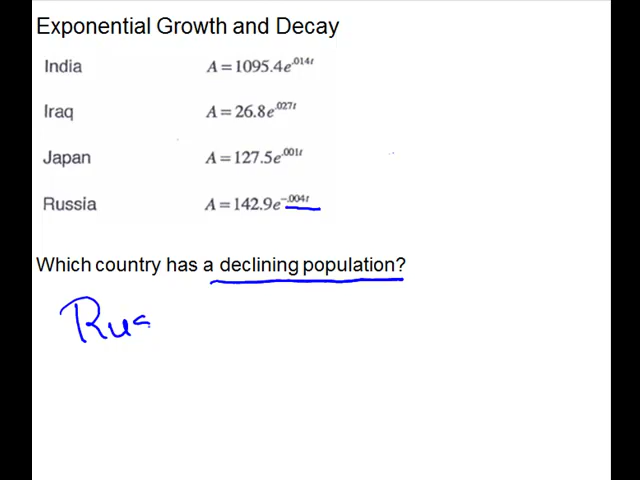 Exponential Growth and Decay
India A = 1095.4e^.014t
Iraq A = 26.8e^.027t
Japan A = 127.5e^.001t
Russia A = 142.9e^-.004t
Which country has a declining population?
Rus